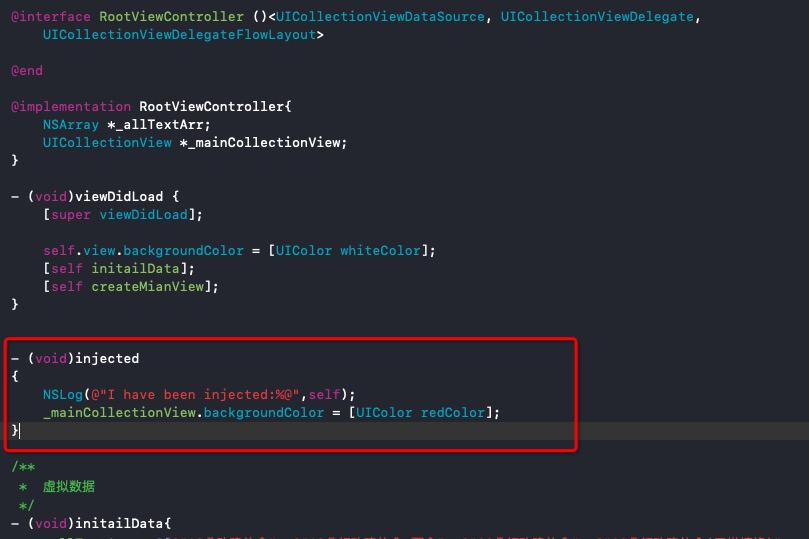 @interface RootViewController ()<UICollectionViewDataSource, UICollectionViewDelegate,
UICollectionViewDelegateFlowLayout>
@end
@implementation RootViewController{
NSArray *_allTextArr;
UICollectionView *_mainCollectionView;
}
- (void)viewDidLoad {
[super viewDidLoad];
self.view.backgroundColor = [UIColor whiteColor];
[self initailData];
[self createMianView];
}
- (void)injected
{
NSLog(@"I have been injected:%@",self);
_mainCollectionView.backgroundColor = [UIColor redColor];
}
/**
* 虚拟数据
*/
- (void)initailData{